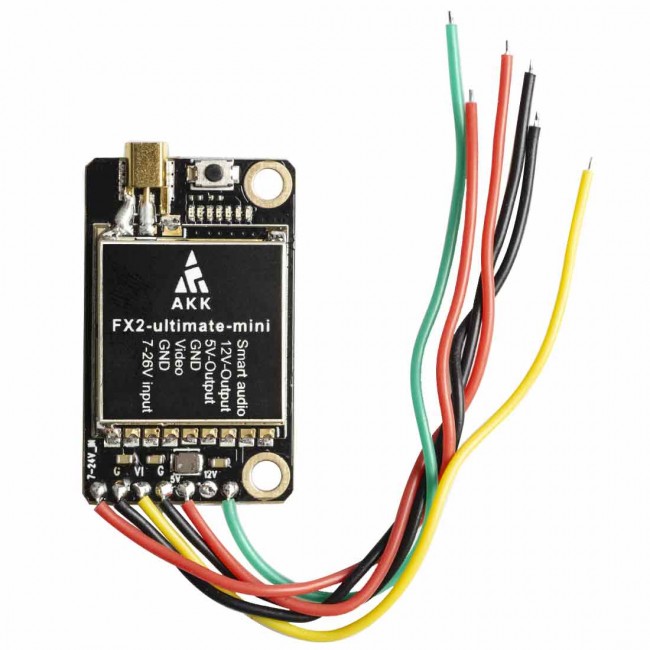 AKK
FX2-ultimate-mini
Smart audio
12V-Output
5V-Output
GND
Video
GND
7-26V input
7-24V_IN
G
VI
G
5V
12V